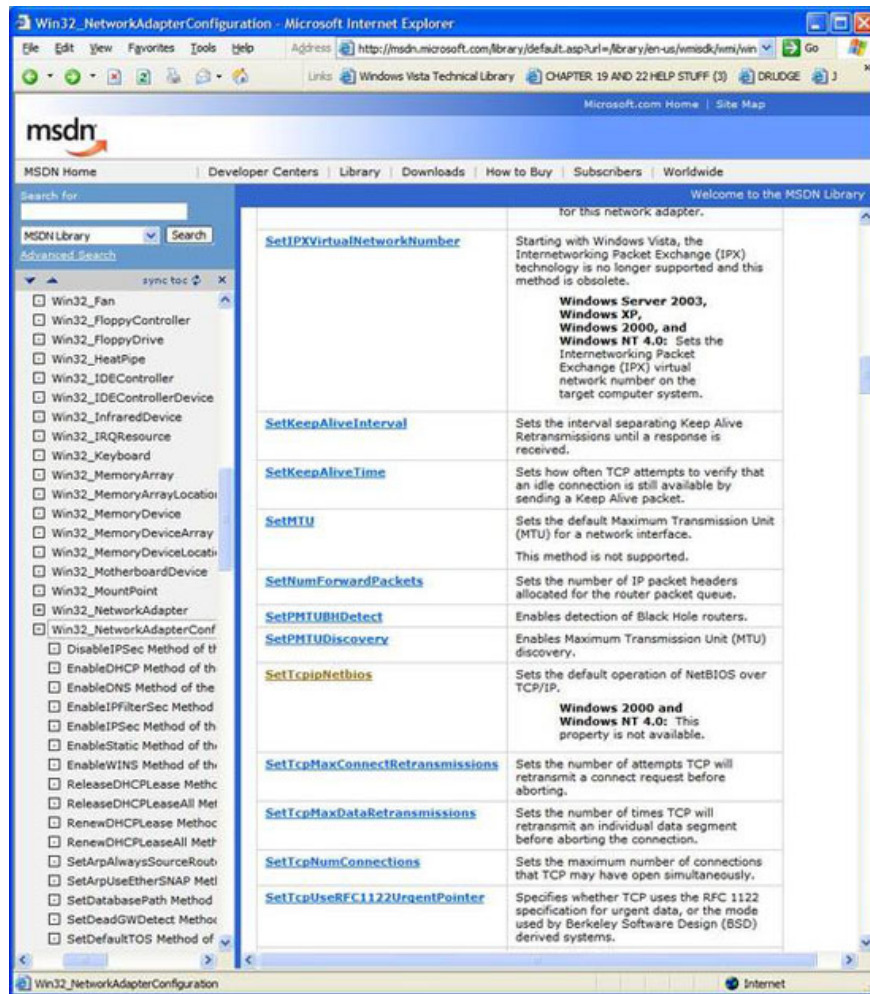 Win32_NetworkAdapterConfiguration - Microsoft Internet Explorer
File Edit View Favorites Tools Help
Address http://msdn.microsoft.com/library/default.asp?url=/library/en-us/wmisdk/wmi/win
Go
Links Windows Vista Technical Library CHAPTER 19 AND 22 HELP STUFF (3) DRUDGE J
Microsoft.com Home | Site Map
msdn
MSDN Home | Developer Centers | Library | Downloads | How to Buy | Subscribers | Worldwide
Search for
Welcome to the MSDN Library
MSDN Library Search
Advanced Search
sync toc
Win32_Fan
Win32_FloppyController
Win32_FloppyDrive
Win32_HeatPipe
Win32_IDEController
Win32_IDEControllerDevice
Win32_InfraredDevice
Win32_IRQResource
Win32_Keyboard
Win32_MemoryArray
Win32_MemoryArrayLocation
Win32_MemoryDevice
Win32_MemoryDeviceArray
Win32_MemoryDeviceLocati
Win32_MotherboardDevice
Win32_MountPoint
Win32_NetworkAdapter
Win32_NetworkAdapterConf
DisableIPSec Method of th
EnableDHCP Method of th
EnableDNS Method of the
EnableIPFilterSec Method
EnableIPSec Method of the
EnableStatic Method of the
EnableWINS Method of the
ReleaseDHCPLease Methc
ReleaseDHCPLeaseAll Met
RenewDHCPLease Method
RenewDHCPLeaseAll Meth
SetArpAlwaysSourceRout
SetArpUseEtherSNAP Metl
SetDatabasePath Method
SetDeadGWDetect Method
SetDefaultTOS Method of
for this network adapter.
SetIPXVirtualNetworkNumber
Starting with Windows Vista, the
Internetworking Packet Exchange (IPX)
technology is no longer supported and this
method is obsolete.
Windows Server 2003,
Windows XP,
Windows 2000, and
Windows NT 4.0: Sets the
Internetworking Packet
Exchange (IPX) virtual
network number on the
target computer system.
SetKeepAliveInterval
Sets the interval separating Keep Alive
Retransmissions until a response is
received.
SetKeepAliveTime
Sets how often TCP attempts to verify that
an idle connection is still available by
sending a Keep Alive packet.
SetMTU
Sets the default Maximum Transmission Unit
(MTU) for a network interface.
This method is not supported.
SetNumForwardPackets
Sets the number of IP packet headers
allocated for the router packet queue.
SetPMTUBHDetect
Enables detection of Black Hole routers.
SetPMTUDiscovery
Enables Maximum Transmission Unit (MTU)
discovery.
SetTcpipNetbios
Sets the default operation of NetBIOS over
TCP/IP.
Windows 2000 and
Windows NT 4.0: This
property is not available.
SetTcpMaxConnectRetransmissions
Sets the number of attempts TCP will
retransmit a connect request before
aborting.
SetTcpMaxDataRetransmissions
Sets the number of times TCP will
retransmit an individual data segment
before aborting the connection.
SetTcpNumConnections
Sets the maximum number of connections
that TCP may have open simultaneously.
SetTcpUseRFC1122UrgentPointer
Specifies whether TCP uses the RFC 1122
specification for urgent data, or the mode
used by Berkeley Software Design (BSD)
derived systems.
Win32_NetworkAdapterConfiguration
Internet